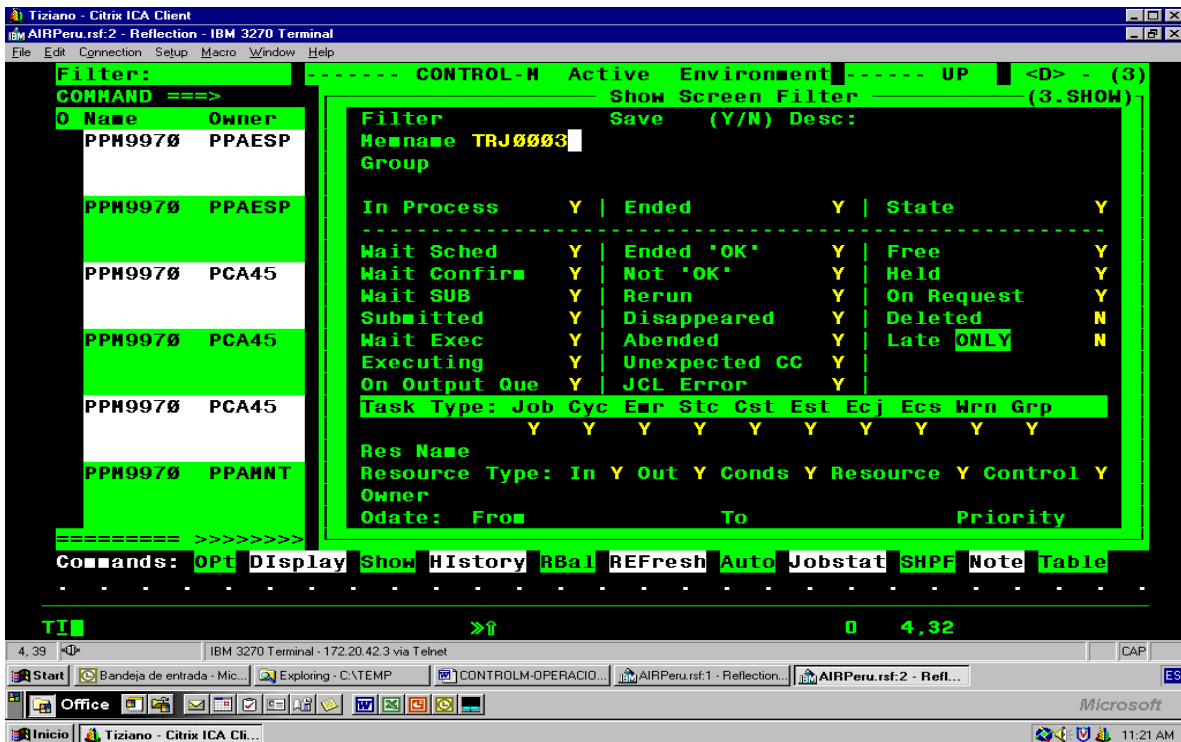 Tiziano - Citrix ICA Client
AIRPeru.rsf:2 - Reflection - IBM 3270 Terminal
File Edit Connection Setup Macro Window Help
Filter: ------- CONTROL-M Active Environment ------ UP <D> - (3)
COMMAND ===> Show Screen Filter (3.SHOW)
O Name Owner Filter Save (Y/N) Desc:
PPM9970 PPAESP Memname TRJ0003
Group
PPM9970 PPAESP In Process Y | Ended Y | State Y
-------------------------------------------------------------------
Wait Sched Y | Ended "OK" Y | Free Y
PPM9970 PCA45 Wait Confirm Y | Not "OK" Y | Held Y
Wait SUB Y | Rerun Y | On Request Y
Submitted Y | Disappeared Y | Deleted N
PPM9970 PCA45 Wait Exec Y | Abended Y | Late ONLY N
Executing Y | Unexpected CC Y |
On Output Que Y | JCL Error Y |
PPM9970 PCA45 Task Type: Job Cyc Emr Stc Cst Est Ecj Ecs Wrn Grp
Y Y Y Y Y Y Y Y Y Y
Res Name
PPM9970 PPAMNT Resource Type: In Y Out Y Conds Y Resource Y Control Y
Owner
Odate: From To Priority
========= >>>>>>>>
Commands: OPt DIsplay Show HIstory RBal REFresh Auto Jobstat SHPF Note Table
. . . . . . . . . . . . . . . . . . . . . . . . . . . . . .
TI 0 4,32
4, 39 IBM 3270 Terminal - 172.20.42.3 via Telnet CAP
Start Bandeja de entrada - Mic... Exploring - C:\TEMP CONTROLM-OPERACIO... AIRPeru.rsf:1 - Reflection... AIRPeru.rsf:2 - Refl... ES
Office Microsoft
Inicio Tiziano - Citrix ICA Cli... 11:21 AM